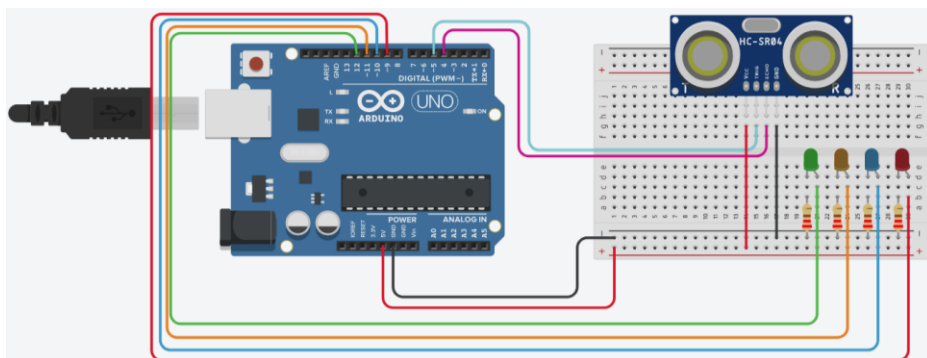 HC-SR04
VCC
TRIG
ECHO
GND
T
R
AREF
GND
13
12
~11
~10
~9
8
7
~6
~5
4
~3
2
TX→1
RX←0
DIGITAL (PWM~)
L
TX
RX
UNO
ARDUINO
ON
POWER
ANALOG IN
IOREF
RESET
3.3V
5V
GND
GND
Vin
A0
A1
A2
A3
A4
A5